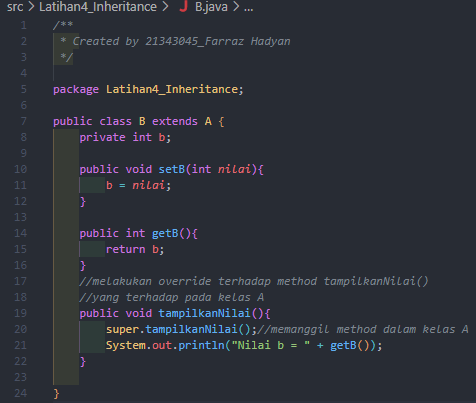 src > Latihan4_Inheritance > J B.java > ...
1 /**
2  * Created by 21343045_Farraz Hadyan
3  */
4
5 package Latihan4_Inheritance;
6
7 public class B extends A {
8     private int b;
9
10     public void setB(int nilai){
11         b = nilai;
12     }
13
14     public int getB(){
15         return b;
16     }
17     //melakukan override terhadap method tampilkanNilai()
18     //yang terhadap pada kelas A
19     public void tampilkanNilai(){
20         super.tampilkanNilai();//memanggil method dalam kelas A
21         System.out.println("Nilai b = " + getB());
22     }
23
24 }